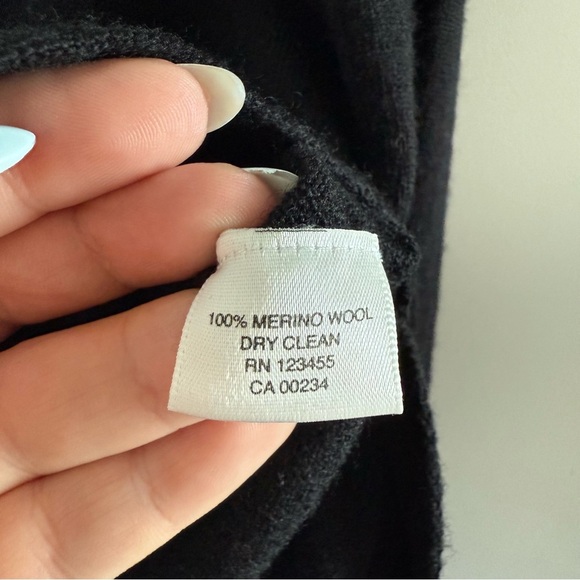 100% MERINO WOOL
DRY CLEAN
RN 123455
CA 00234